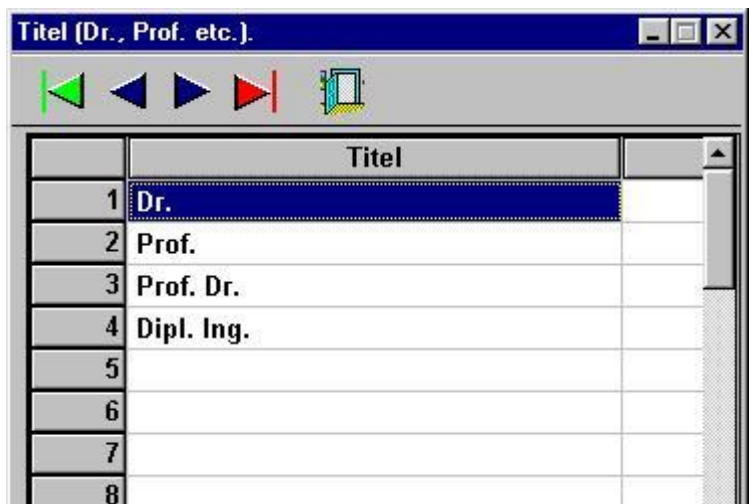 Titel (Dr., Prof. etc.).
Titel
1 Dr.
2 Prof.
3 Prof. Dr.
4 Dipl. Ing.
5
6
7
8